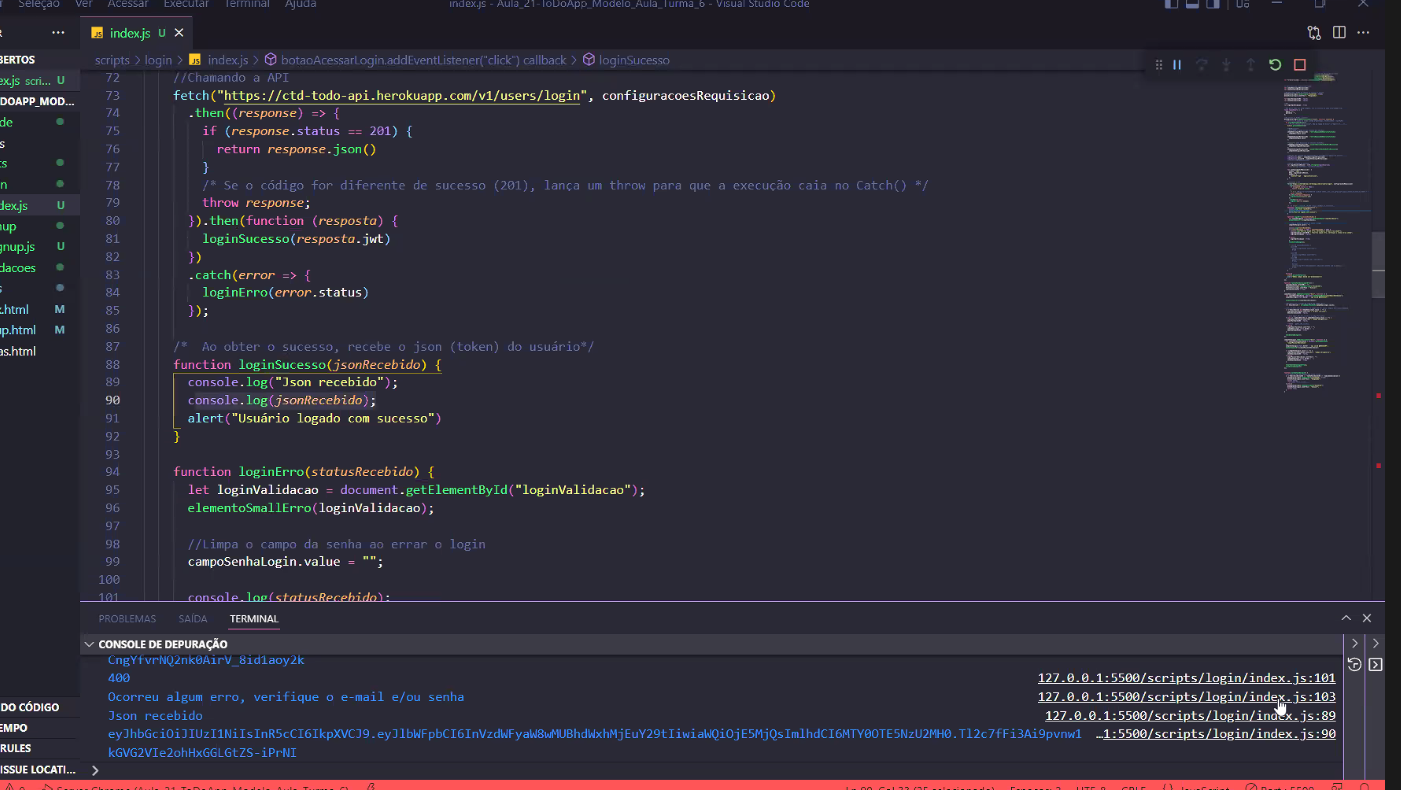 Seleção Ver Acessar Executar Terminal Ajuda index.js - Aula_21-ToDoApp_Modelo_Aula_Turma_6 - Visual Studio Code
index.js U
BERTOS
scripts > login > index.js > botaoAcessarLogin.addEventListener("click") callback > loginSucesso
ex.js scri... U
DOAPP_MOD...
de
s
ts
n
dex.js U
nup
gnup.js U
dacoes
s
x.html M
up.html M
as.html
DO CÓDIGO
EMPO
RULES
ISSUE LOCATI...
72 //Chamando a API
73 fetch("https://ctd-todo-api.herokuapp.com/v1/users/login", configuracoesRequisicao)
74 .then((response) => {
75 if (response.status == 201) {
76 return response.json()
77 }
78 /* Se o código for diferente de sucesso (201), lança um throw para que a execução caia no Catch() */
79 throw response;
80 }).then(function (resposta) {
81 loginSucesso(resposta.jwt)
82 })
83 .catch(error => {
84 loginErro(error.status)
85 });
86
87 /* Ao obter o sucesso, recebe o json (token) do usuário*/
88 function loginSucesso(jsonRecebido) {
89 console.log("Json recebido");
90 console.log(jsonRecebido);
91 alert("Usuário logado com sucesso")
92 }
93
94 function loginErro(statusRecebido) {
95 let loginValidacao = document.getElementById("loginValidacao");
96 elementoSmallErro(loginValidacao);
97
98 //Limpa o campo da senha ao errar o login
99 campoSenhaLogin.value = "";
100
101 console.log(statusRecebido);
PROBLEMAS SAÍDA TERMINAL
CONSOLE DE DEPURAÇÃO
CngYfvrNQ2nk0AirV_8id1aoy2k
400 127.0.0.1:5500/scripts/login/index.js:101
Ocorreu algum erro, verifique o e-mail e/ou senha 127.0.0.1:5500/scripts/login/index.js:103
Json recebido 127.0.0.1:5500/scripts/login/index.js:89
eyJhbGciOiJIUzI1NiIsInR5cCI6IkpXVCJ9.eyJlbWFpbCI6InVzdWFyaW8wMUBhdWxhMjEuY29tIiwiaWQiOjE5MjQsImlhdCI6MTY0OTE5NzU2MH0.Tl2c7fFi3Ai9pvnw1 …1:5500/scripts/login/index.js:90
kGVG2VIe2ohHxGGLGtZS-iPrNI